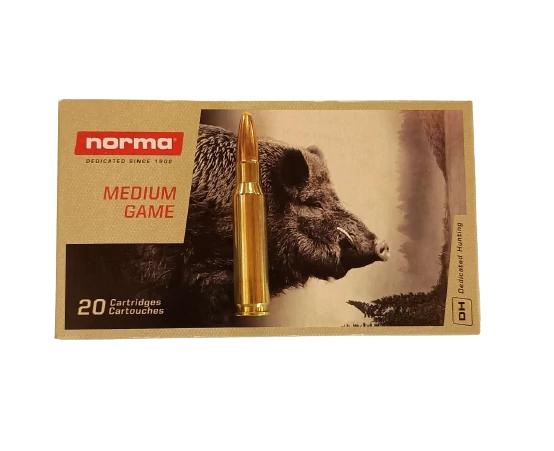 norma
DEDICATED SINCE 1902
MEDIUM
GAME
20 Cartridges
Cartouches
DH Dedicated Hunting